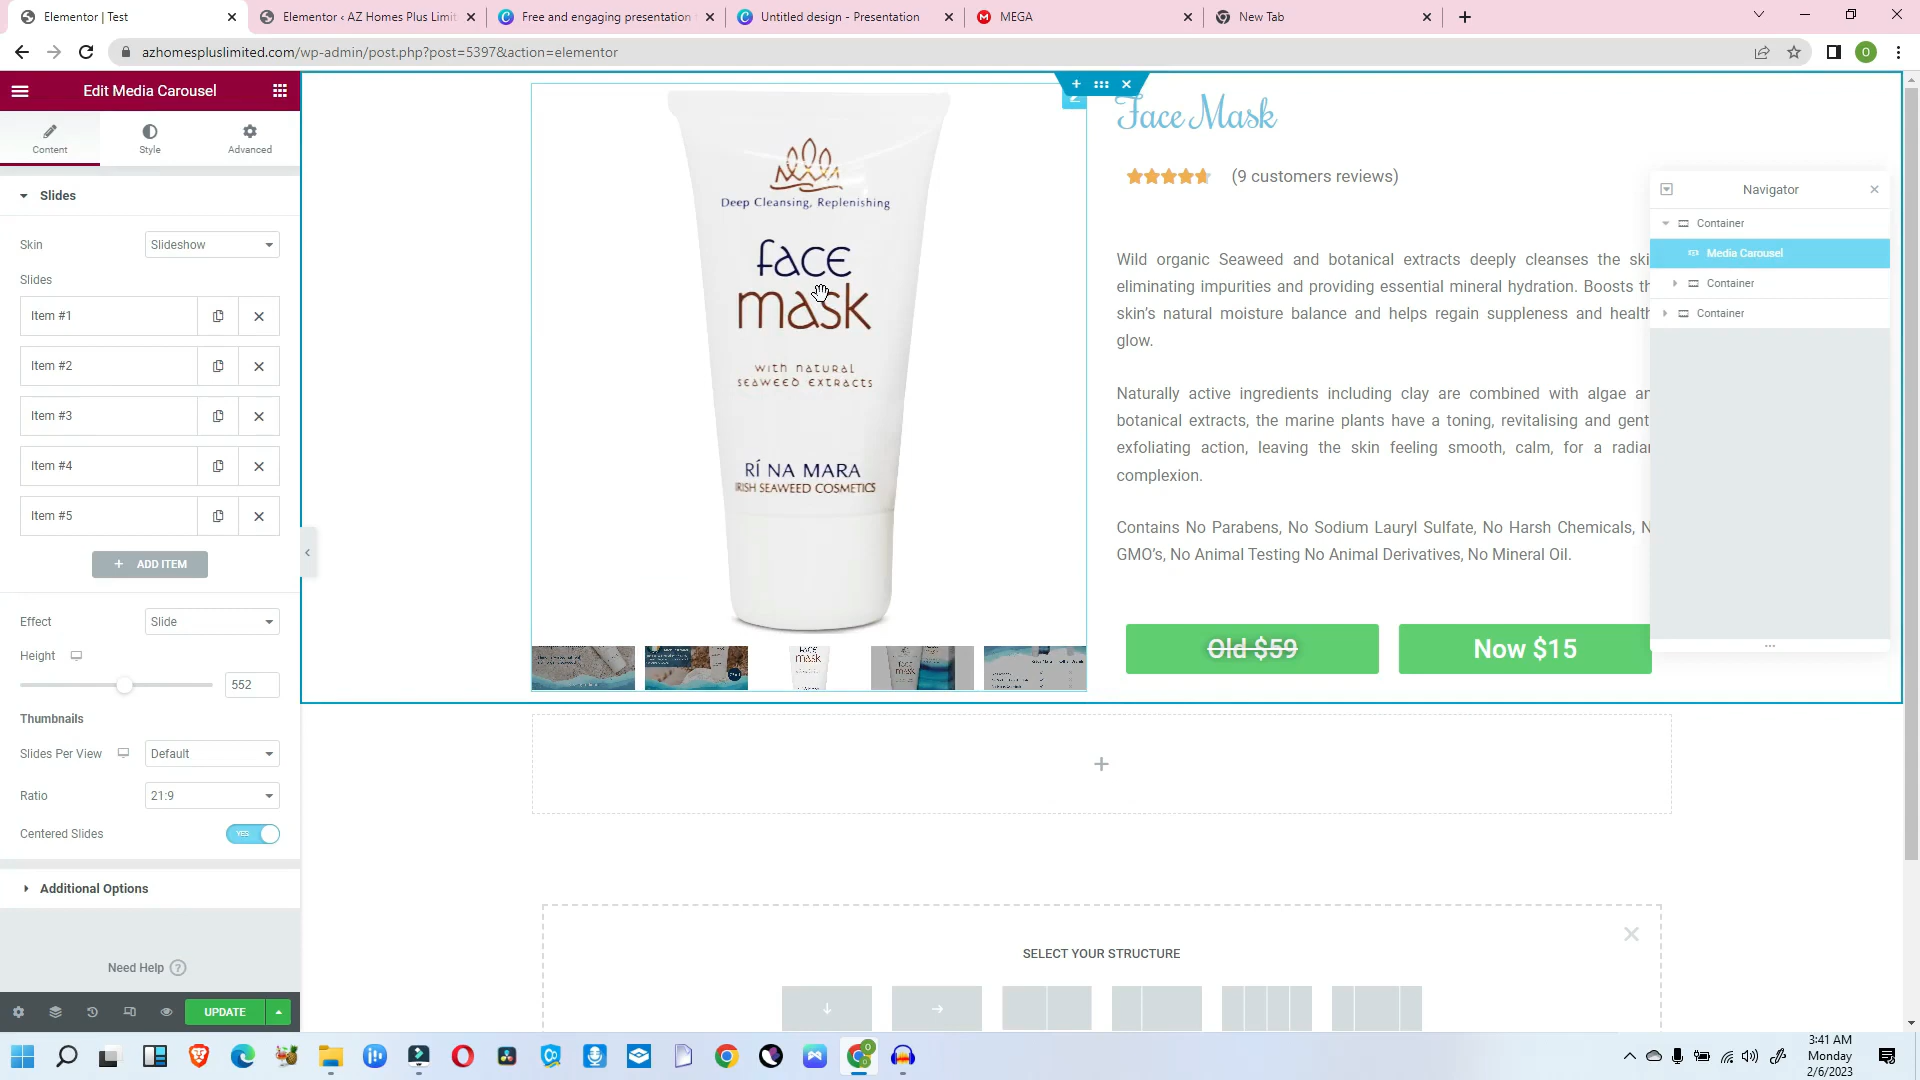 Elementor | Test
Elementor ‹ AZ Homes Plus Limit
Free and engaging presentation
Untitled design - Presentation
MEGA
New Tab
azhomespluslimited.com/wp-admin/post.php?post=5397&action=elementor
O
Edit Media Carousel
Content
Style
Advanced
Slides
Skin
Slideshow
Slides
Item #1
Item #2
Item #3
Item #4
Item #5
+ ADD ITEM
Effect
Slide
Height
552
Thumbnails
Slides Per View
Default
Ratio
21:9
Centered Slides
YES
Additional Options
Need Help ?
UPDATE
Deep Cleansing, Replenishing
face
mask
with natural
seaweed extracts
RÍ NA MARA
IRISH SEAWEED COSMETICS
face
mask
Face Mask
(9 customers reviews)
Wild organic Seaweed and botanical extracts deeply cleanses the ski
eliminating impurities and providing essential mineral hydration. Boosts th
skin's natural moisture balance and helps regain suppleness and health
glow.
Naturally active ingredients including clay are combined with algae an
botanical extracts, the marine plants have a toning, revitalising and gent
exfoliating action, leaving the skin feeling smooth, calm, for a radian
complexion.
Contains No Parabens, No Sodium Lauryl Sulfate, No Harsh Chemicals, N
GMO's, No Animal Testing No Animal Derivatives, No Mineral Oil.
Old $59
Now $15
Navigator
Container
Media Carousel
Container
Container
SELECT YOUR STRUCTURE
3:41 AM
Monday
2/6/2023